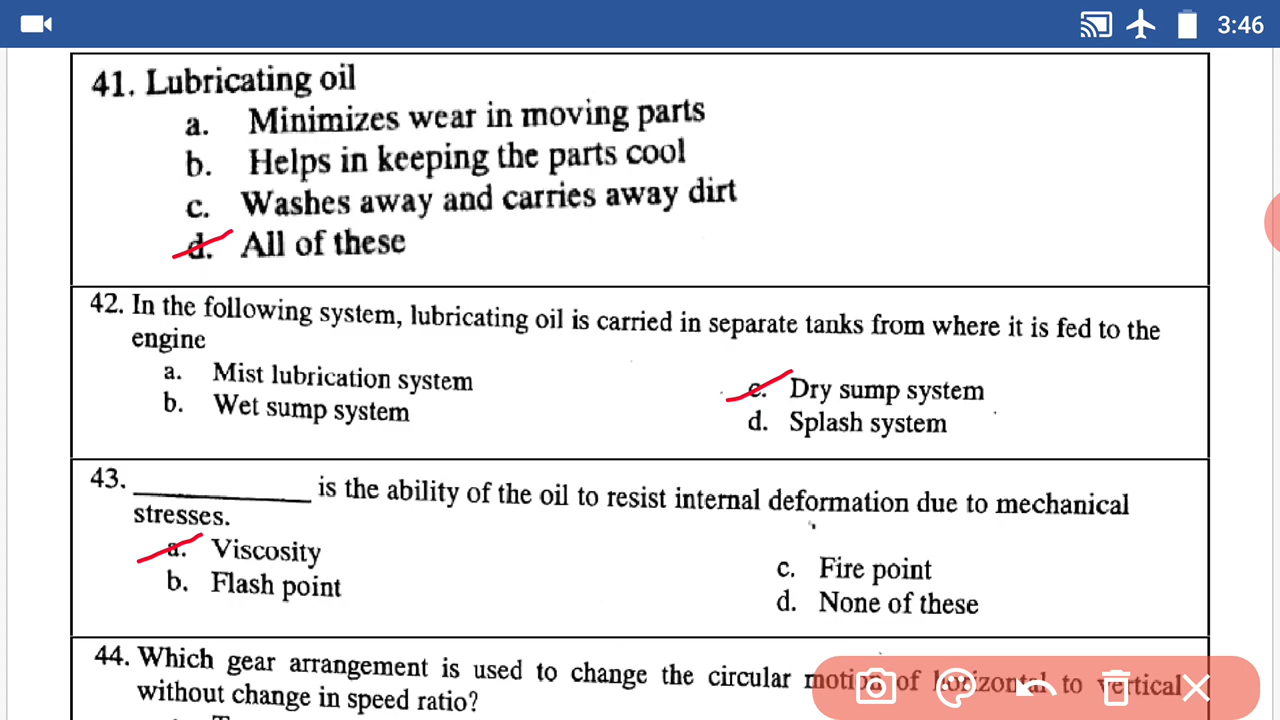 3:46
41. Lubricating oil
a. Minimizes wear in moving parts
b. Helps in keeping the parts cool
c. Washes away and carries away dirt
d. All of these
42. In the following system, lubricating oil is carried in separate tanks from where it is fed to the
engine
a. Mist lubrication system
b. Wet sump system
c. Dry sump system
d. Splash system
43. ____________ is the ability of the oil to resist internal deformation due to mechanical
stresses.
a. Viscosity
b. Flash point
c. Fire point
d. None of these
44. Which gear arrangement is used to change the circular motion of horizontal to vertical
without change in speed ratio?